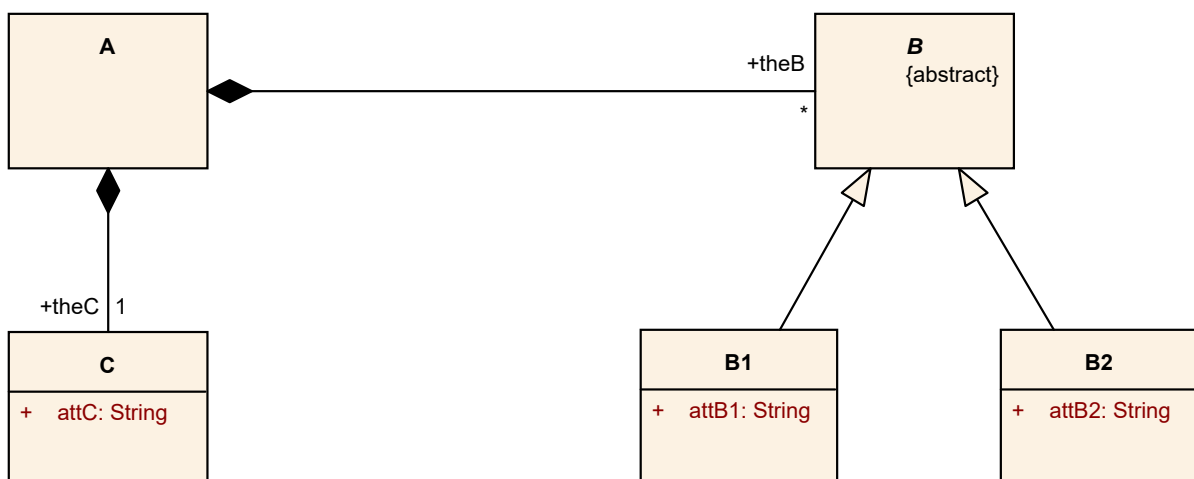 A
B
{abstract}
+theB
*
+theC 1
C
+ attC: String
B1
+ attB1: String
B2
+ attB2: String